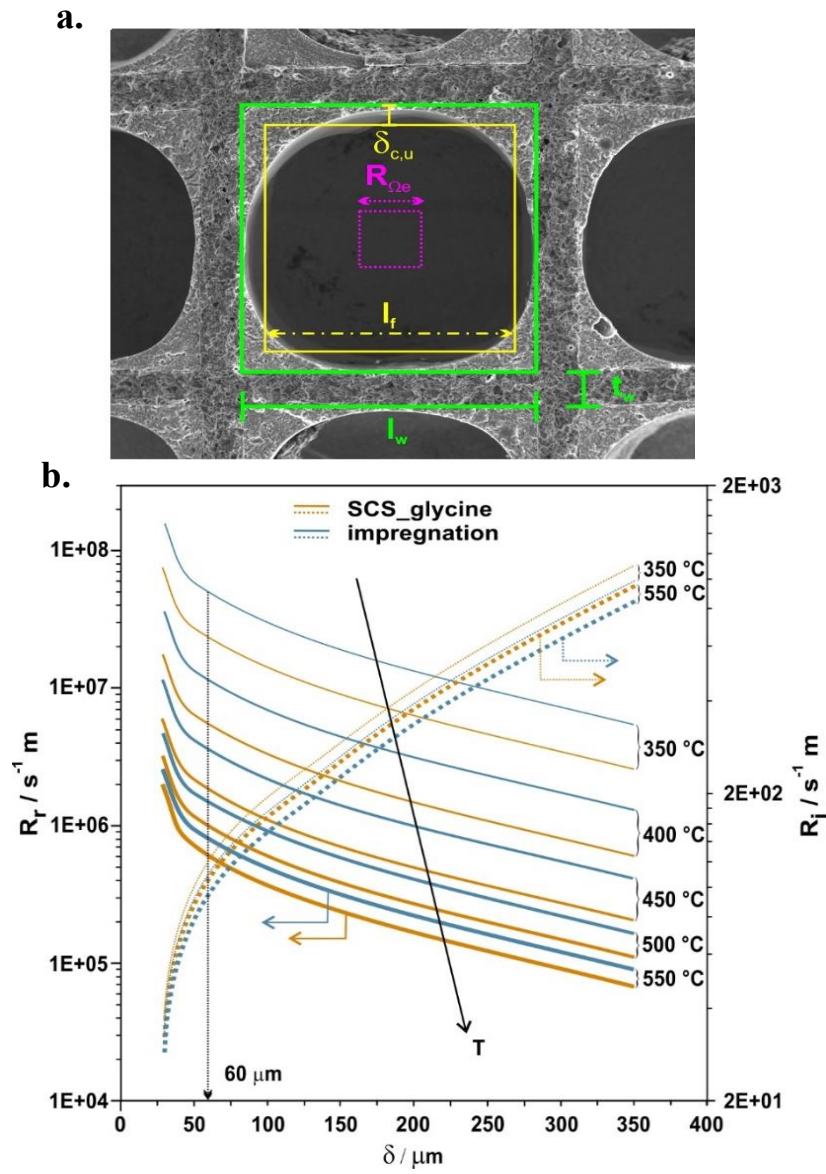 a.
δc,u
RΩe
lf
tw
lw
b.
SCS_glycine
impregnation
1E+08
1E+07
1E+06
1E+05
1E+04
Rr / s⁻¹ m
2E+03
2E+02
2E+01
Ri / s⁻¹ m
350 °C
550 °C
350 °C
400 °C
450 °C
500 °C
550 °C
T
60 µm
0 50 100 150 200 250 300 350 400
δ / µm